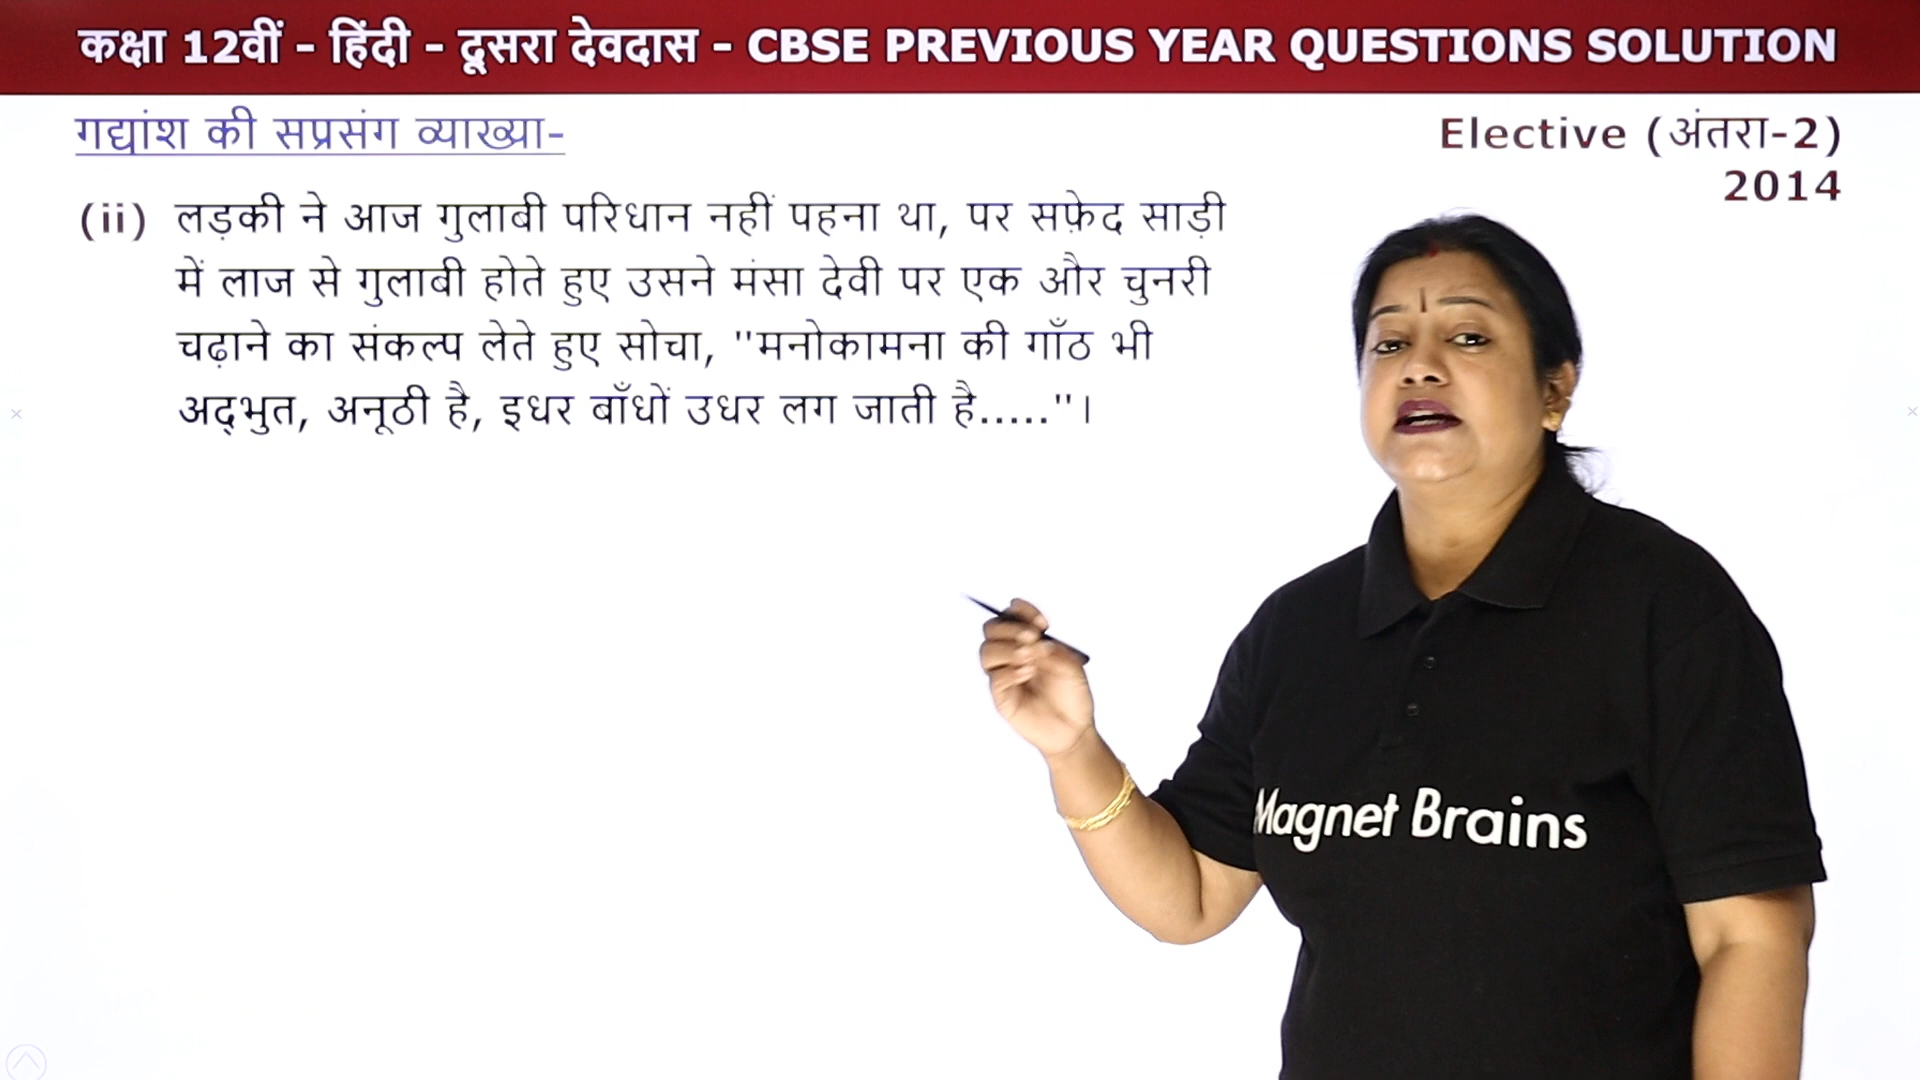 कक्षा 12वीं - हिंदी - दूसरा देवदास - CBSE PREVIOUS YEAR QUESTIONS SOLUTION
गद्यांश की सप्रसंग व्याख्या-
Elective (अंतरा-2)
2014
(ii) लड़की ने आज गुलाबी परिधान नहीं पहना था, पर सफ़ेद साड़ी
में लाज से गुलाबी होते हुए उसने मंसा देवी पर एक और चुनरी
चढ़ाने का संकल्प लेते हुए सोचा, "मनोकामना की गाँठ भी
अद्‌भुत, अनूठी है, इधर बाँधों उधर लग जाती है....."।
Magnet Brains